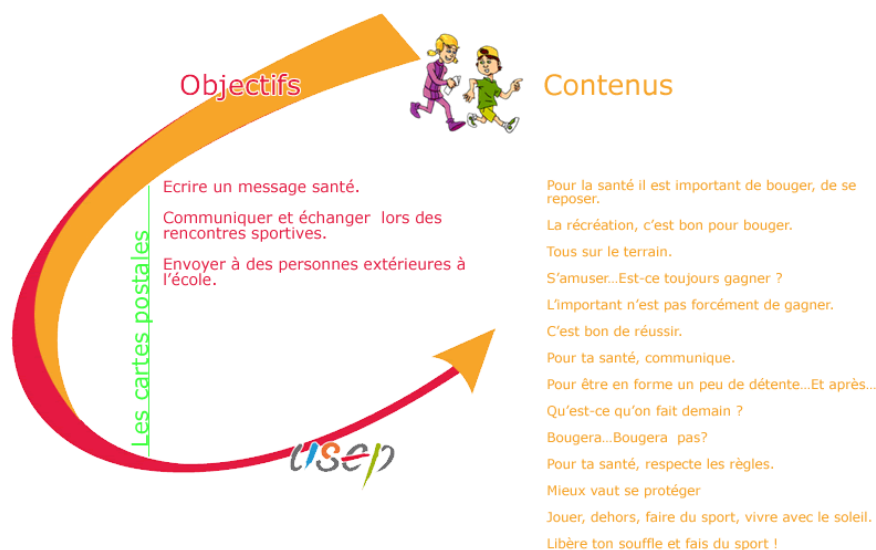 Objectifs
Contenus
Les cartes postales
Ecrire un message santé.
Communiquer et échanger lors des
rencontres sportives.
Envoyer à des personnes extérieures à
l’école.
usep
Pour la santé il est important de bouger, de se
reposer.
La récréation, c’est bon pour bouger.
Tous sur le terrain.
S’amuser…Est-ce toujours gagner ?
L’important n’est pas forcément de gagner.
C’est bon de réussir.
Pour ta santé, communique.
Pour être en forme un peu de détente…Et après…
Qu’est-ce qu’on fait demain ?
Bougera…Bougera pas?
Pour ta santé, respecte les règles.
Mieux vaut se protéger
Jouer, dehors, faire du sport, vivre avec le soleil.
Libère ton souffle et fais du sport !